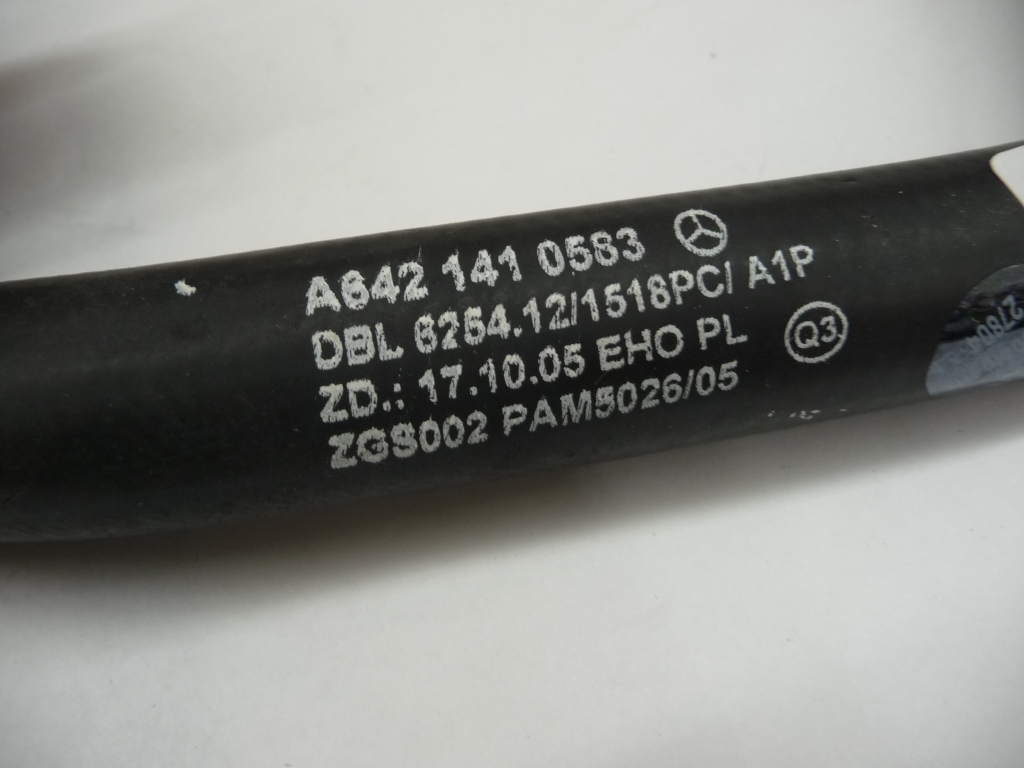 A642 141 0583
DBL 6254.12/1518PC/ A1P
ZD.: 17.10.05 EHO PL
Q3
ZGS002 PAM5026/05